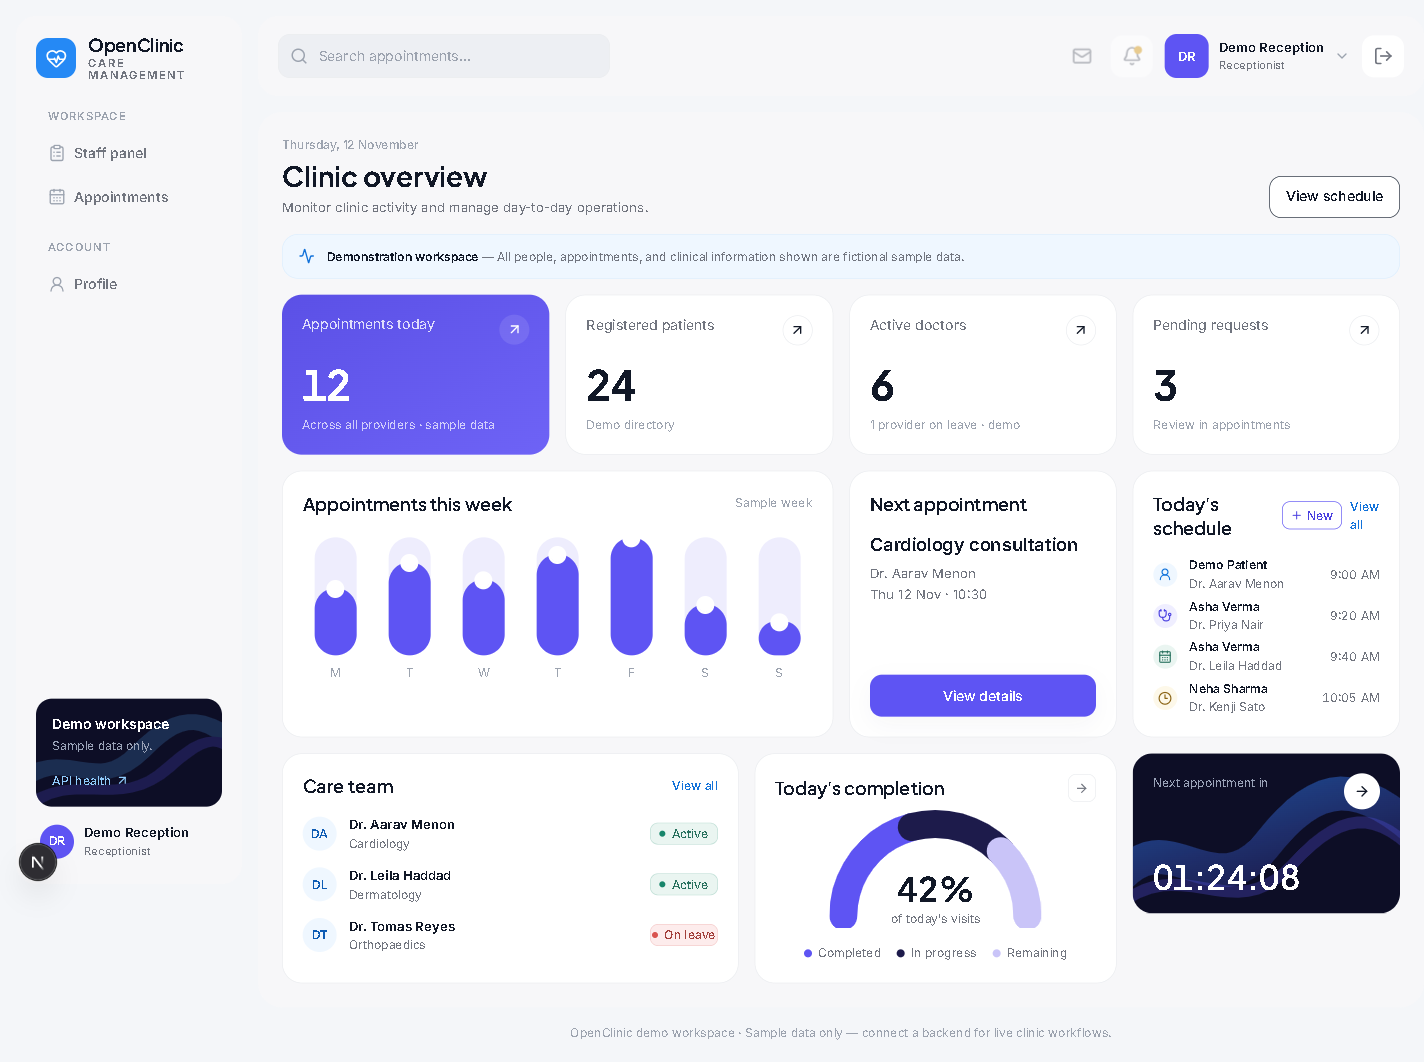 OpenClinic
CARE
MANAGEMENT
WORKSPACE
Staff panel
Appointments
ACCOUNT
Profile
Demo workspace
Sample data only.
API health
DR
Demo Reception
Receptionist
N
Search appointments...
DR
Demo Reception
Receptionist
Thursday, 12 November
Clinic overview
Monitor clinic activity and manage day-to-day operations.
View schedule
Demonstration workspace — All people, appointments, and clinical information shown are fictional sample data.
Appointments today
12
Across all providers · sample data
Registered patients
24
Demo directory
Active doctors
6
1 provider on leave · demo
Pending requests
3
Review in appointments
Appointments this week
Sample week
M T W T F S S
Next appointment
Cardiology consultation
Dr. Aarav Menon
Thu 12 Nov · 10:30
View details
Today's
schedule
+ New
View
all
Demo Patient
Dr. Aarav Menon
9:00 AM
Asha Verma
Dr. Priya Nair
9:20 AM
Asha Verma
Dr. Leila Haddad
9:40 AM
Neha Sharma
Dr. Kenji Sato
10:05 AM
Care team
View all
DA
Dr. Aarav Menon
Cardiology
Active
DL
Dr. Leila Haddad
Dermatology
Active
DT
Dr. Tomas Reyes
Orthopaedics
On leave
Today's completion
42%
of today's visits
Completed
In progress
Remaining
Next appointment in
01:24:08
OpenClinic demo workspace · Sample data only — connect a backend for live clinic workflows.